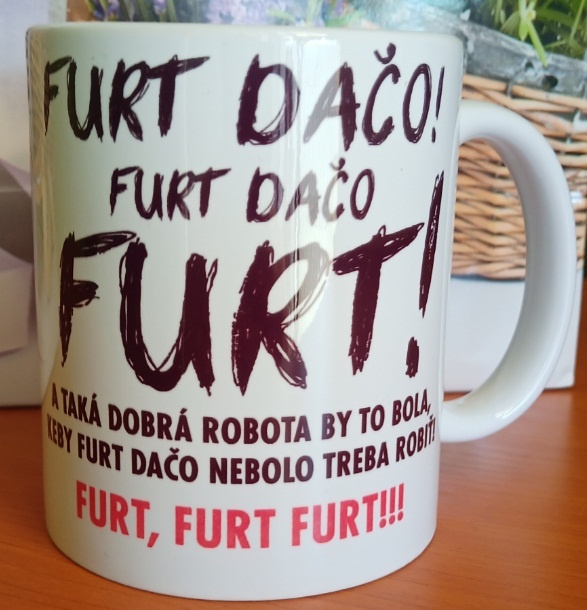 FURT DAČO!
FURT DAČO
FURT!
A TAKÁ DOBRÁ ROBOTA BY TO BOLA,
KEBY FURT DAČO NEBOLO TREBA ROBIŤ!
FURT, FURT FURT!!!